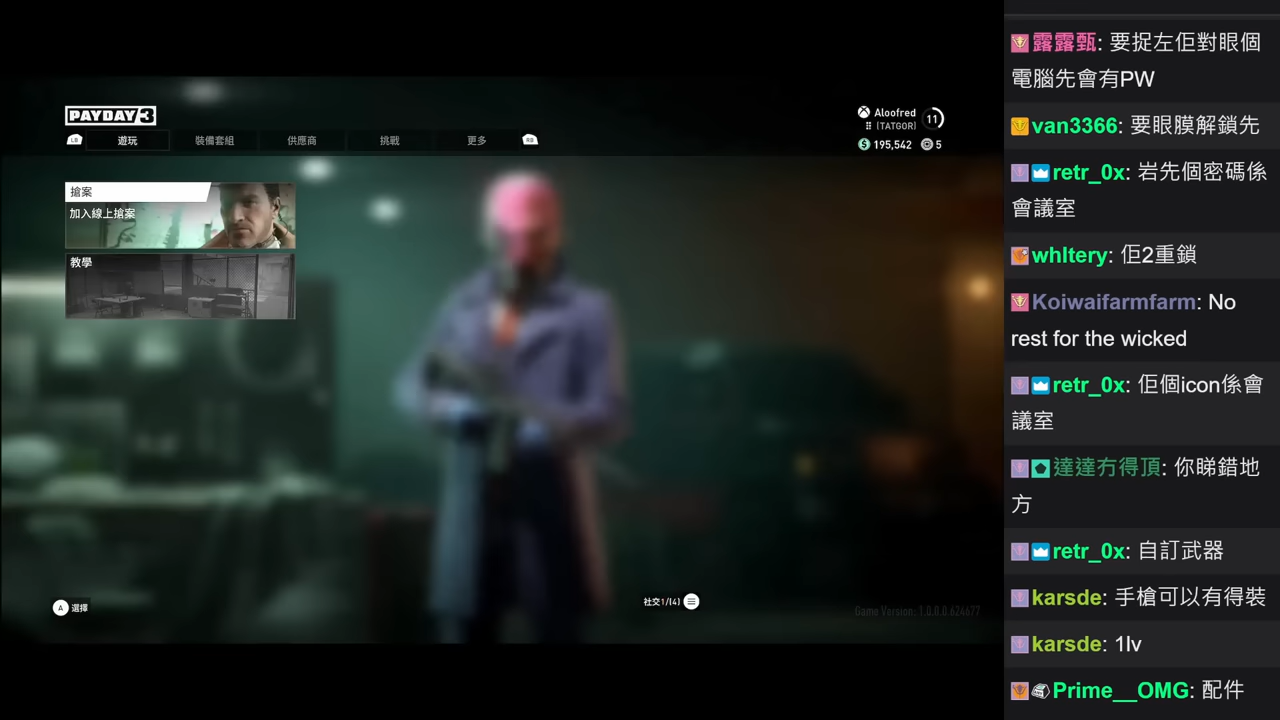 PAYDAY 3
LB 遊玩 裝備套組 供應商 挑戰 更多 RB
Aloofred
[TATGOR]
11
195,542 5
搶案
加入線上搶案
教學
A 選擇
社交1/(4)
Game Version: 1.0.0.0.624677
露露甄: 要捉左佢對眼個
電腦先會有PW
van3366: 要眼膜解鎖先
retr_0x: 岩先個密碼係
會議室
whltery: 佢2重鎖
Koiwaifarmfarm: No
rest for the wicked
retr_0x: 佢個icon係會
議室
達達冇得頂: 你睇錯地
方
retr_0x: 自訂武器
karsde: 手槍可以有得裝
karsde: 1lv
Prime__OMG: 配件